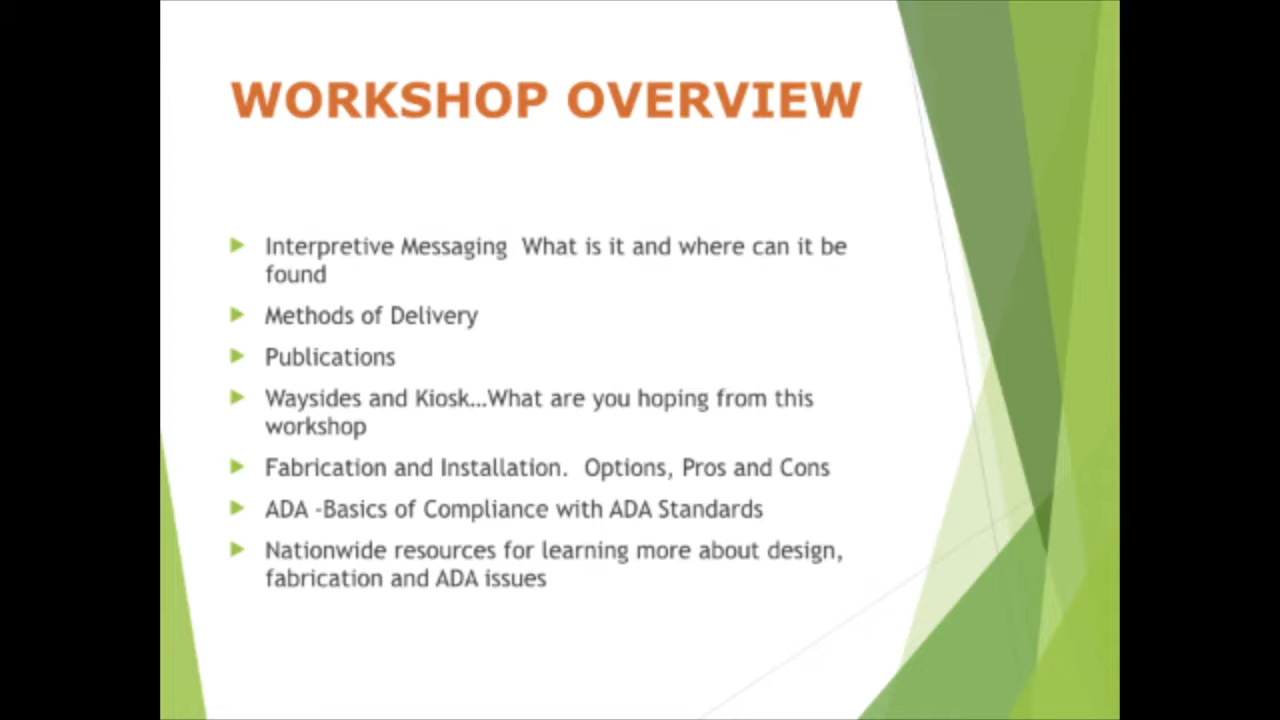 WORKSHOP OVERVIEW
Interpretive Messaging  What is it and where can it be
found
Methods of Delivery
Publications
Waysides and Kiosk...What are you hoping from this
workshop
Fabrication and Installation.  Options, Pros and Cons
ADA -Basics of Compliance with ADA Standards
Nationwide resources for learning more about design,
fabrication and ADA issues